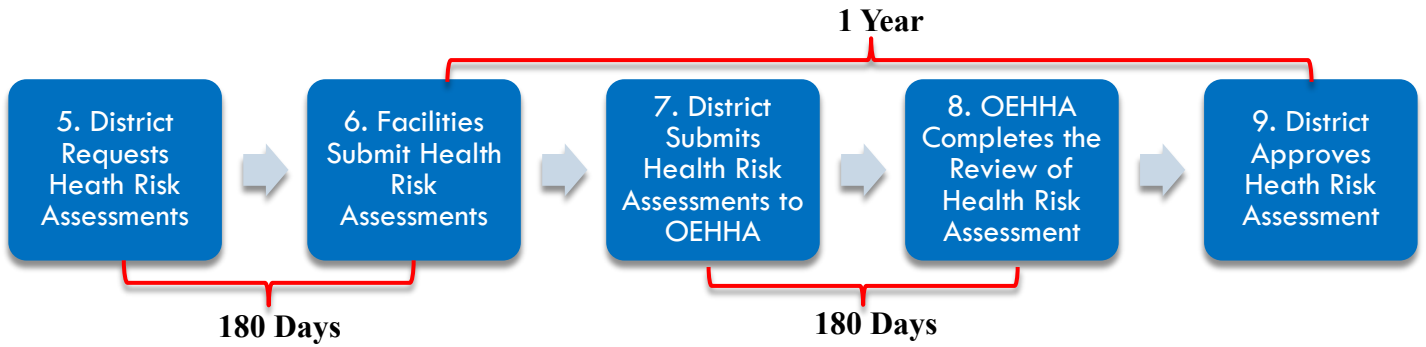 1 Year
5. District
Requests
Heath Risk
Assessments
6. Facilities
Submit Health
Risk
Assessments
7. District
Submits
Health Risk
Assessments to
OEHHA
8. OEHHA
Completes the
Review of
Health Risk
Assessment
9. District
Approves
Heath Risk
Assessment
180 Days
180 Days